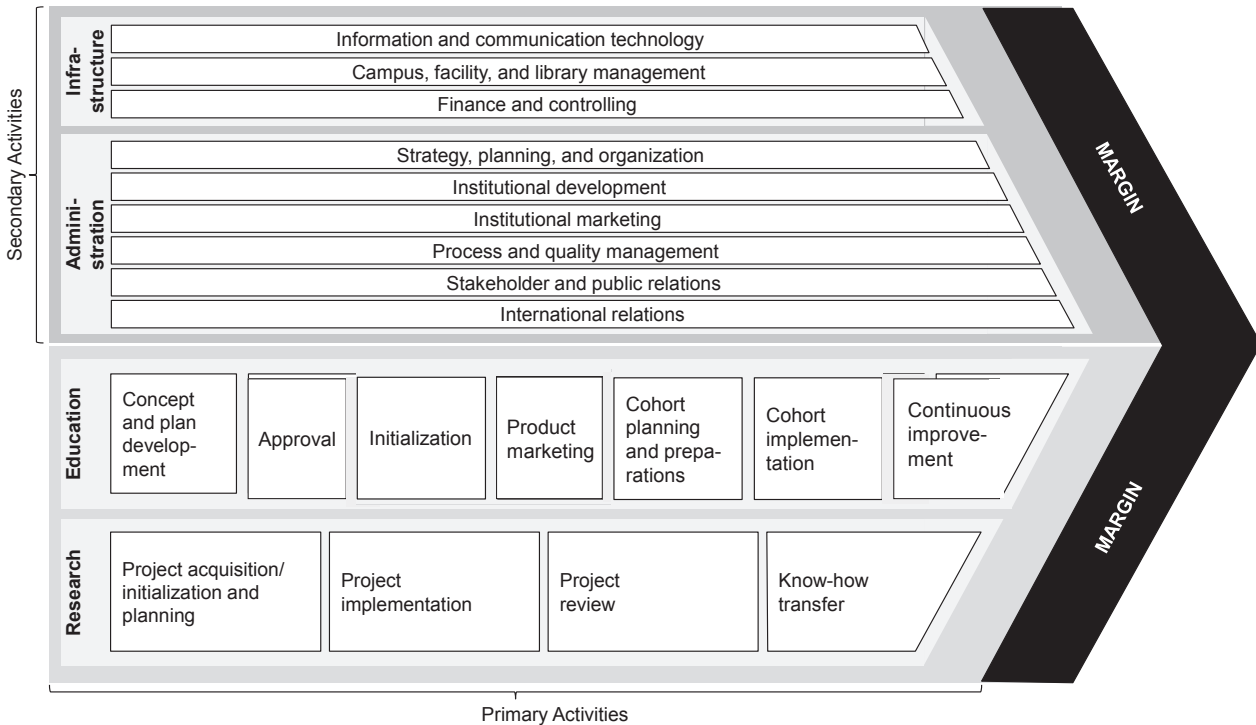 Secondary Activities
Infra-
structure
Information and communication technology
Campus, facility, and library management
Finance and controlling
Admini-
stration
Strategy, planning, and organization
Institutional development
Institutional marketing
Process and quality management
Stakeholder and public relations
International relations
MARGIN
Education
Concept
and plan
develop-
ment
Approval
Initialization
Product
marketing
Cohort
planning
and prepa-
rations
Cohort
implemen-
tation
Continuous
improve-
ment
MARGIN
Research
Project acquisition/
initialization and
planning
Project
implementation
Project
review
Know-how
transfer
Primary Activities